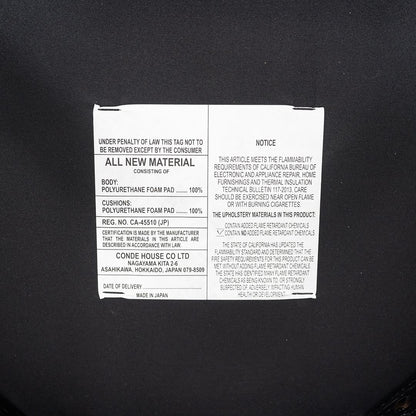 UNDER PENALTY OF LAW THIS TAG NOT TO
BE REMOVED EXCEPT BY THE CONSUMER
ALL NEW MATERIAL
CONSISTING OF
BODY:
POLYURETHANE FOAM PAD ....... 100%
CUSHIONS:
POLYURETHANE FOAM PAD ....... 100%
REG. NO. CA-45510 (JP)
CERTIFICATION IS MADE BY THE MANUFACTURER
THAT THE MATERIALS IN THIS ARTICLE ARE
DESCRIBED IN ACCORDANCE WITH LAW
CONDE HOUSE CO LTD
NAGAYAMA KITA 2-6
ASAHIKAWA, HOKKAIDO, JAPAN 079-8509
DATE OF DELIVERY
MADE IN JAPAN
NOTICE
THIS ARTICLE MEETS THE FLAMMABILITY
REQUIREMENTS OF CALIFORNIA BUREAU OF
ELECTRONIC AND APPLIANCE REPAIR, HOME
FURNISHINGS AND THERMAL INSULATION
TECHNICAL BULLETIN 117-2013. CARE
SHOULD BE EXERCISED NEAR OPEN FLAME
OR WITH BURNING CIGARETTES.
THE UPHOLSTERY MATERIALS IN THIS PRODUCT:
CONTAIN ADDED FLAME RETARDANT CHEMICALS
CONTAIN NO ADDED FLAME RETARDANT CHEMICALS
THE STATE OF CALIFORNIA HAS UPDATED THE
FLAMMABILITY STANDARD AND DETERMINED THAT THE
FIRE SAFETY REQUIREMENTS FOR THIS PRODUCT CAN BE
MET WITHOUT ADDING FLAME RETARDANT CHEMICALS.
THE STATE HAS IDENTIFIED MANY FLAME RETARDANT
CHEMICALS AS BEING KNOWN TO, OR STRONGLY
SUSPECTED OF, ADVERSELY IMPACTING HUMAN
HEALTH OR DEVELOPMENT.